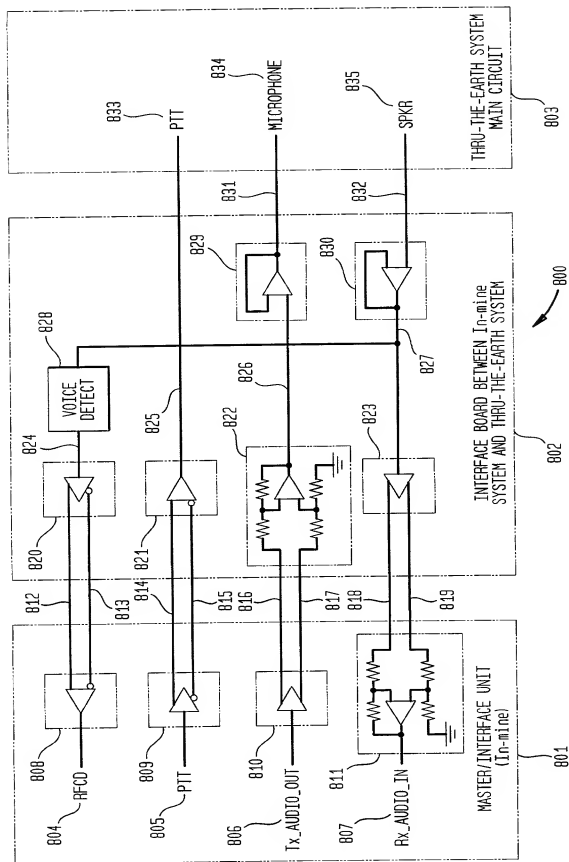 804
RFCD
805
PTT
806
Tx_AUDIO_OUT
807
Rx_AUDIO_IN
808
809
810
811
MASTER/INTERFACE UNIT
(In-mine)
801
812
813
814
815
816
817
818
819
820
821
822
823
824
VOICE
DETECT
828
825
826
827
829
830
INTERFACE BOARD BETWEEN In-mine
SYSTEM AND THRU-THE-EARTH SYSTEM
802
831
832
833
PTT
834
MICROPHONE
835
SPKR
THRU-THE-EARTH SYSTEM
MAIN CIRCUIT
803
800